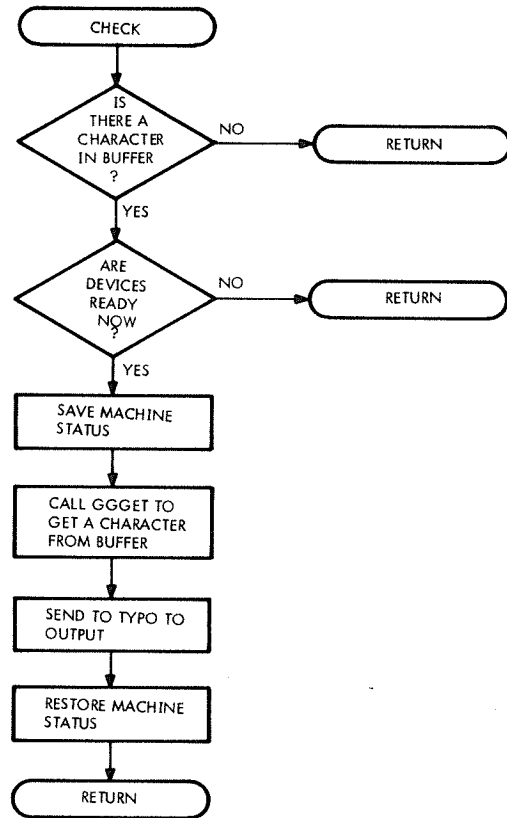 CHECK
IS
THERE A
CHARACTER
IN BUFFER
?
NO
RETURN
YES
ARE
DEVICES
READY
NOW
?
NO
RETURN
YES
SAVE MACHINE
STATUS
CALL GGGET TO
GET A CHARACTER
FROM BUFFER
SEND TO TYPO TO
OUTPUT
RESTORE MACHINE
STATUS
RETURN